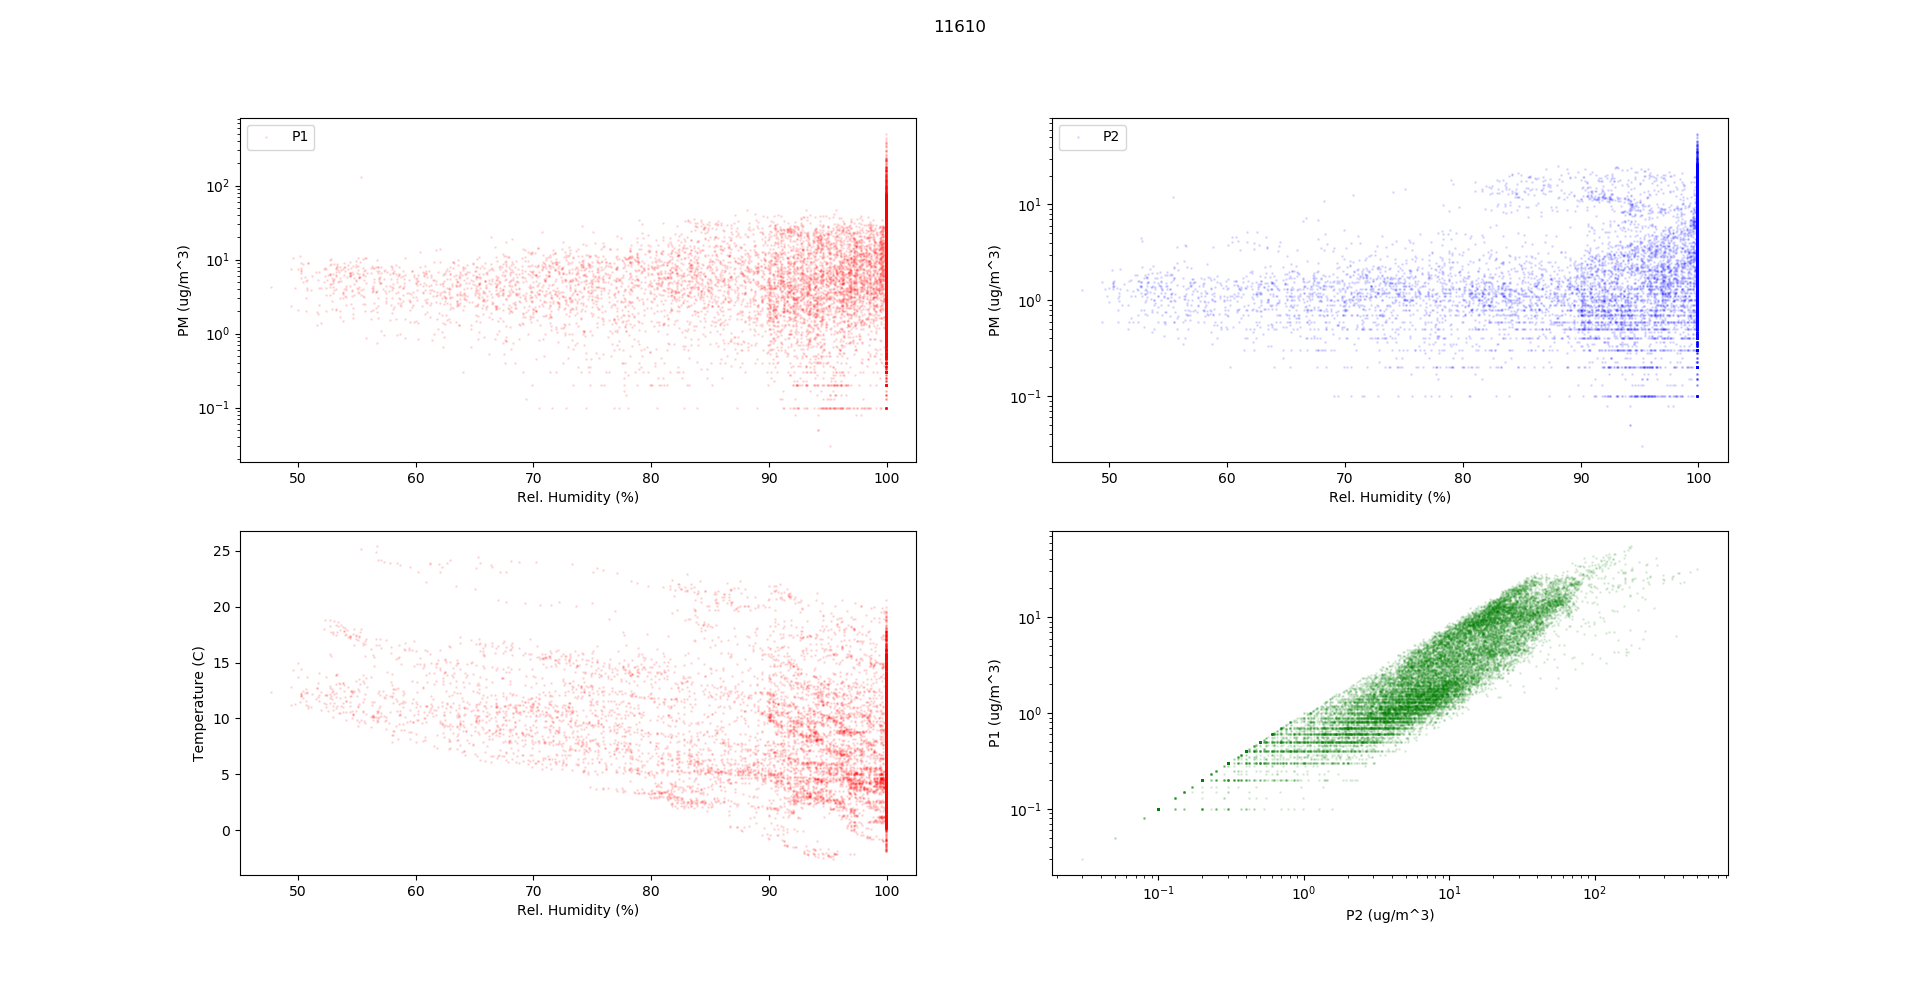 11610
P1
PM (ug/m^3)
10^2
10^1
10^0
10^-1
50 60 70 80 90 100
Rel. Humidity (%)
P2
PM (ug/m^3)
10^1
10^0
10^-1
50 60 70 80 90 100
Rel. Humidity (%)
Temperature (C)
25
20
15
10
5
0
50 60 70 80 90 100
Rel. Humidity (%)
P1 (ug/m^3)
10^1
10^0
10^-1
10^-1 10^0 10^1 10^2
P2 (ug/m^3)